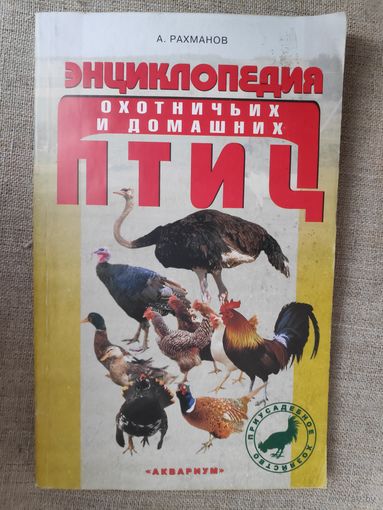 А. РАХМАНОВ
ЭНЦИКЛОПЕДИЯ
ОХОТНИЧЬИХ
И ДОМАШНИХ
ПТИЦ
ПРИУСАДЕБНОЕ
ХОЗЯЙСТВО
«АКВАРИУМ»